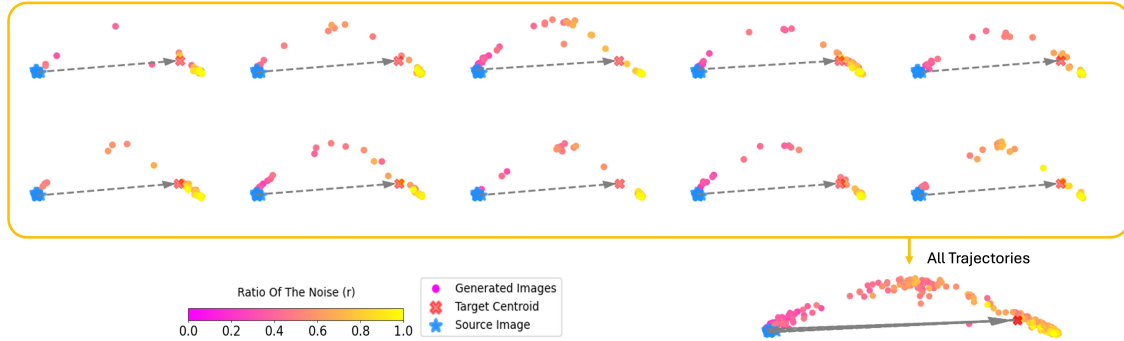 All Trajectories
Ratio Of The Noise (r)
0.0 0.2 0.4 0.6 0.8 1.0
Generated Images
Target Centroid
Source Image